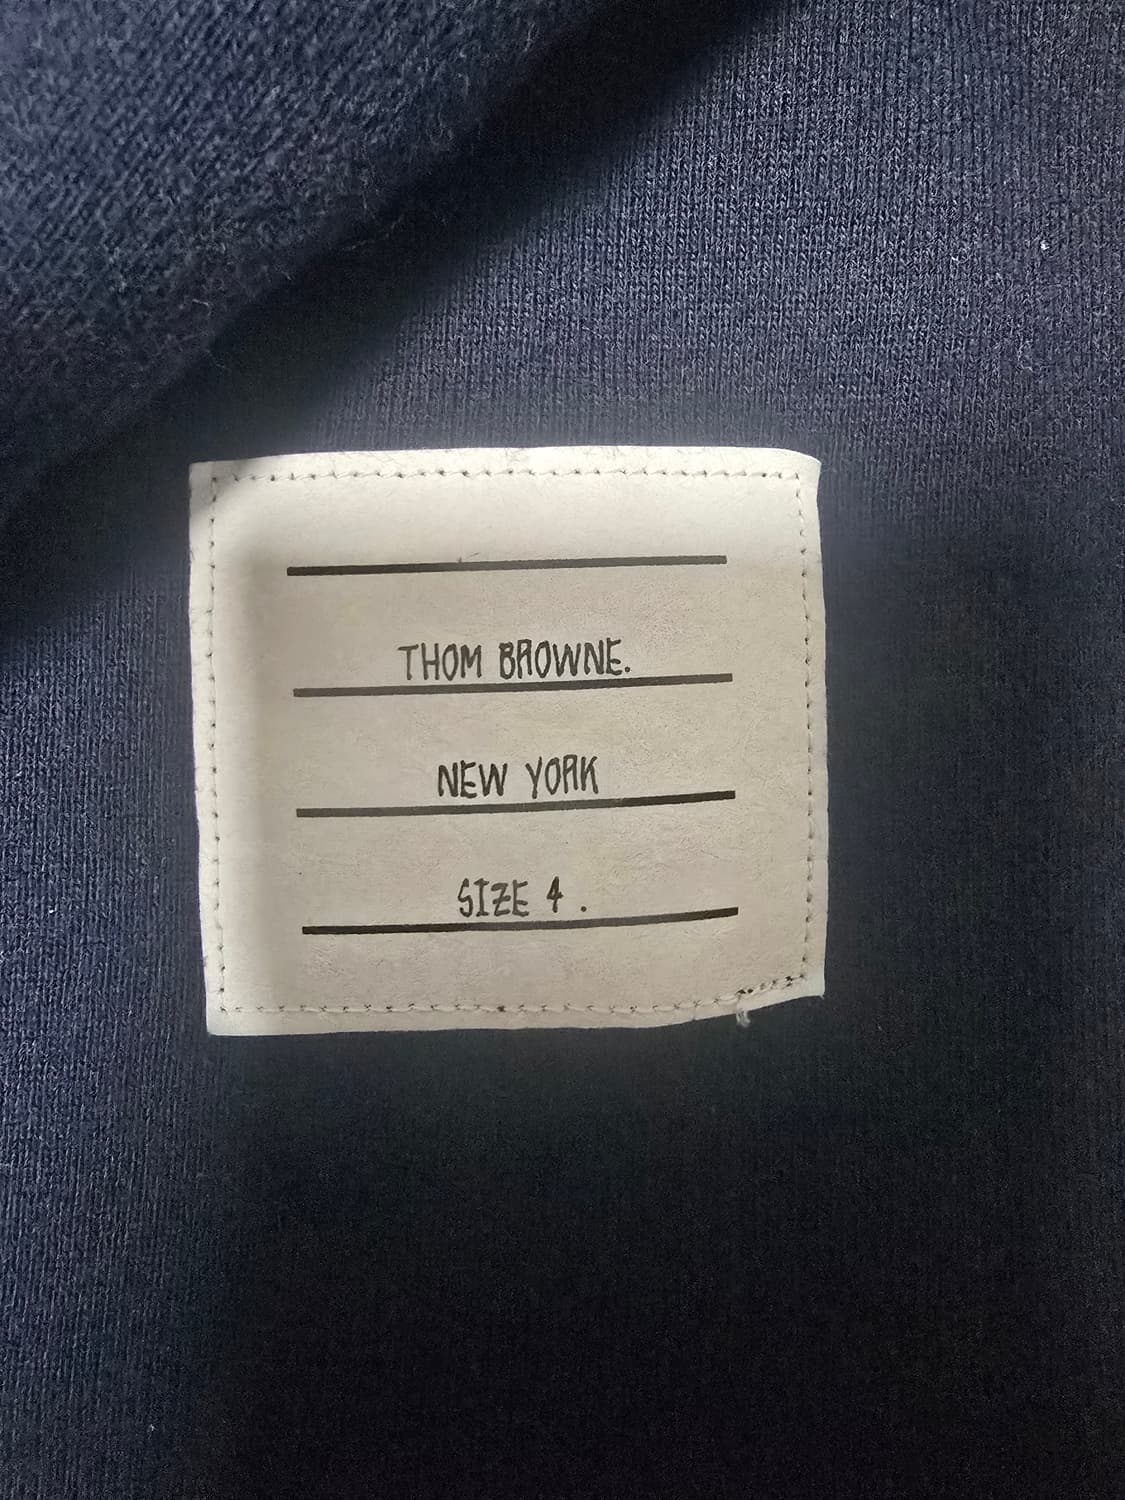 THOM BROWNE.
NEW YORK
SIZE 4 .